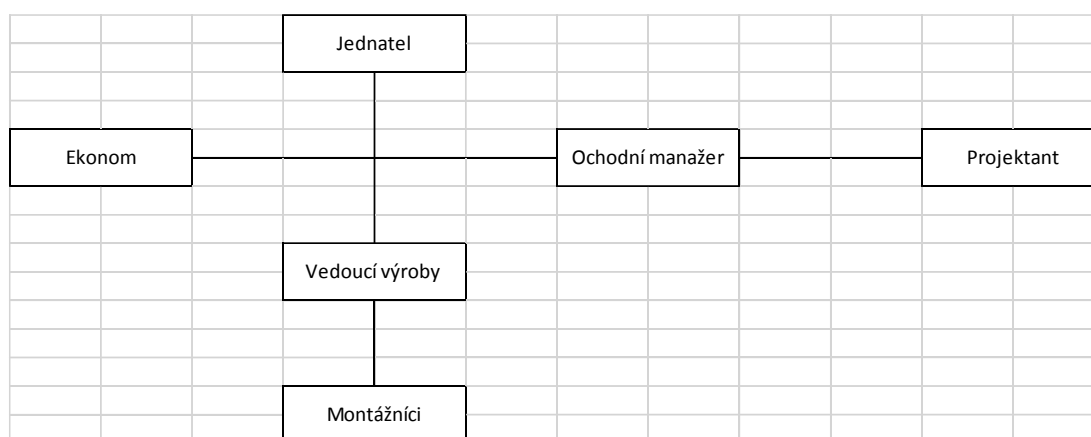 Jednatel
Ekonom
Ochodní manažer
Projektant
Vedoucí výroby
Montážníci